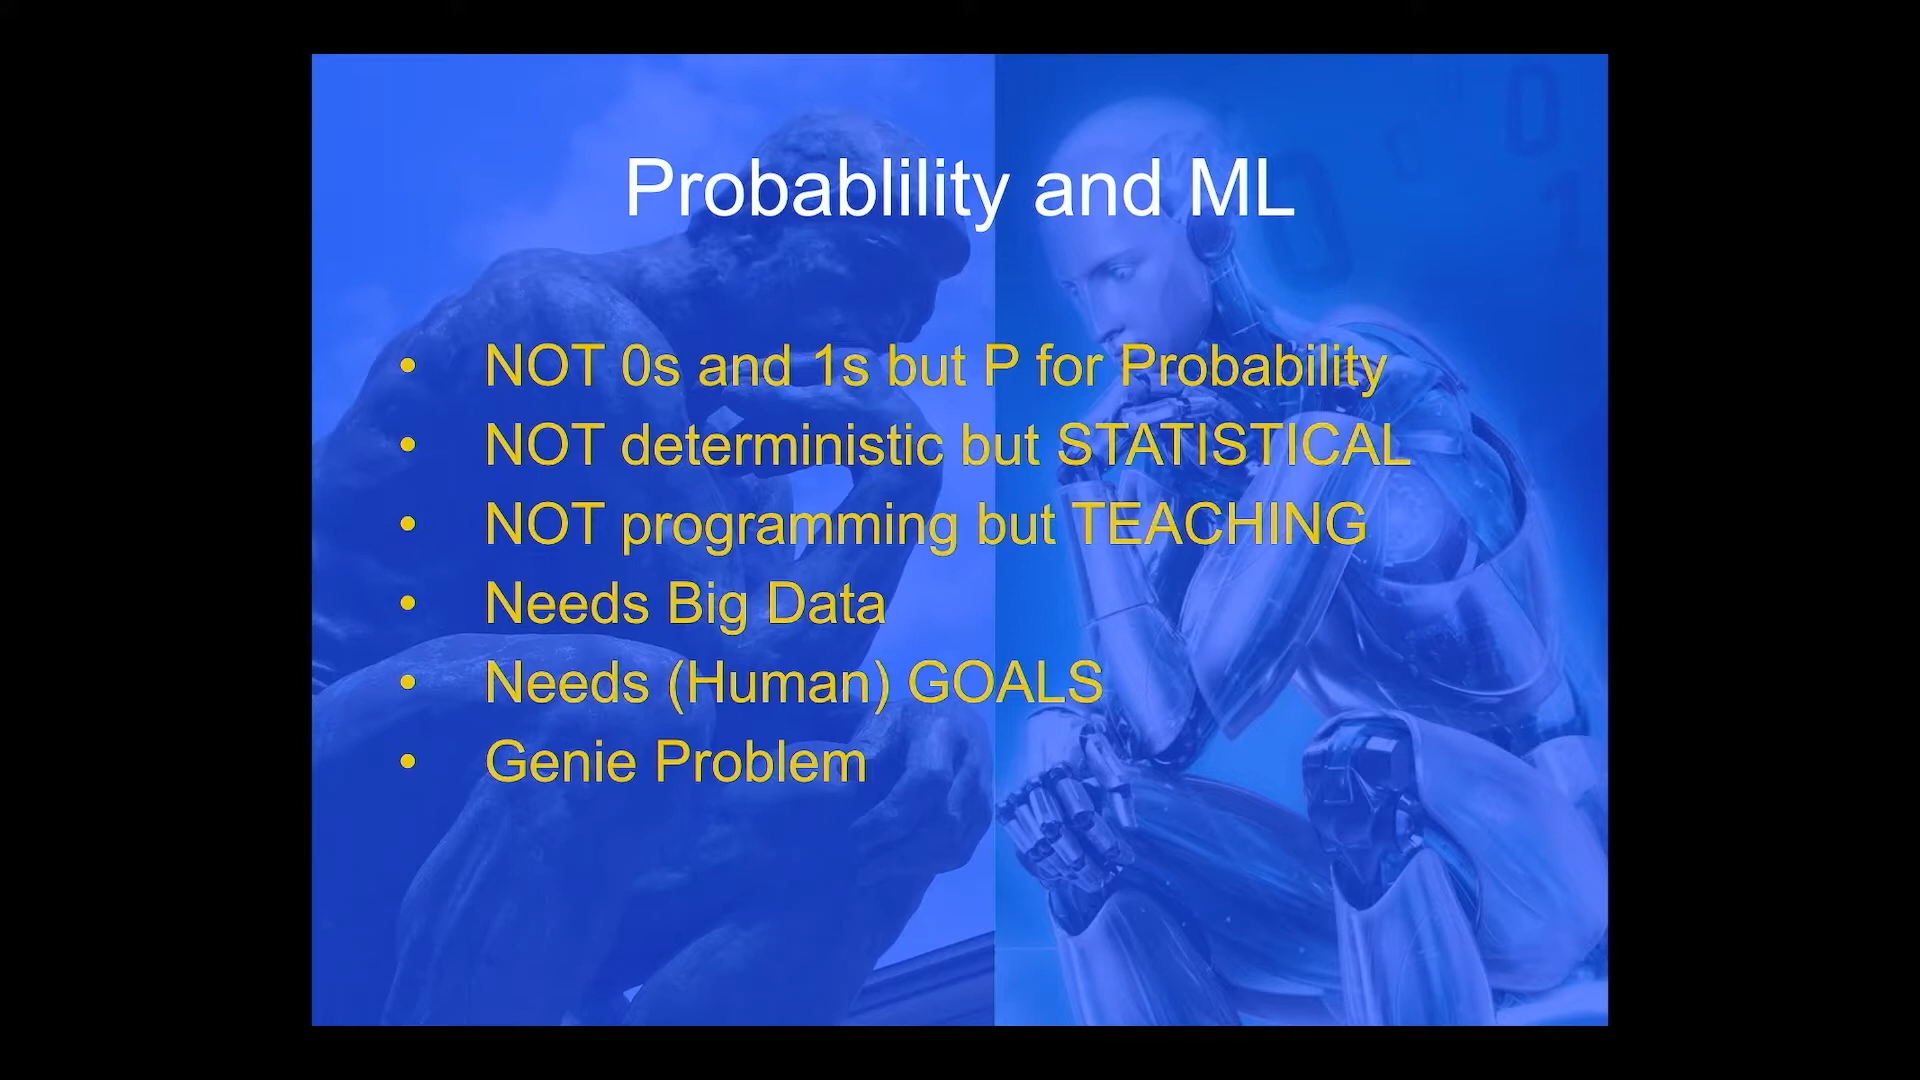 Probablility and ML
• NOT 0s and 1s but P for Probability
• NOT deterministic but STATISTICAL
• NOT programming but TEACHING
• Needs Big Data
• Needs (Human) GOALS
• Genie Problem